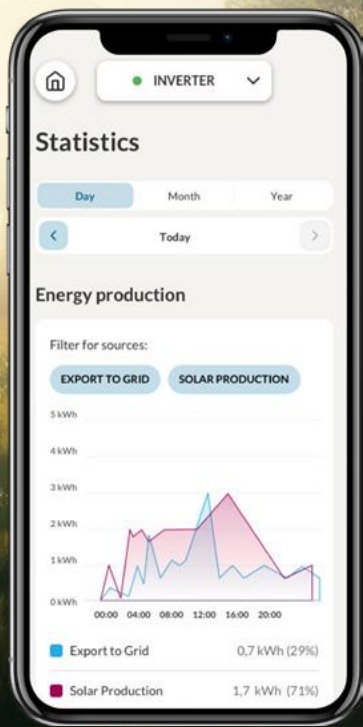 INVERTER
Statistics
Day Month Year
Today
Energy production
Filter for sources:
EXPORT TO GRID SOLAR PRODUCTION
5 kWh
4 kWh
3 kWh
2 kWh
1 kWh
0 kWh
00:00 04:00 08:00 12:00 16:00 20:00
Export to Grid 0,7 kWh (29%)
Solar Production 1,7 kWh (71%)